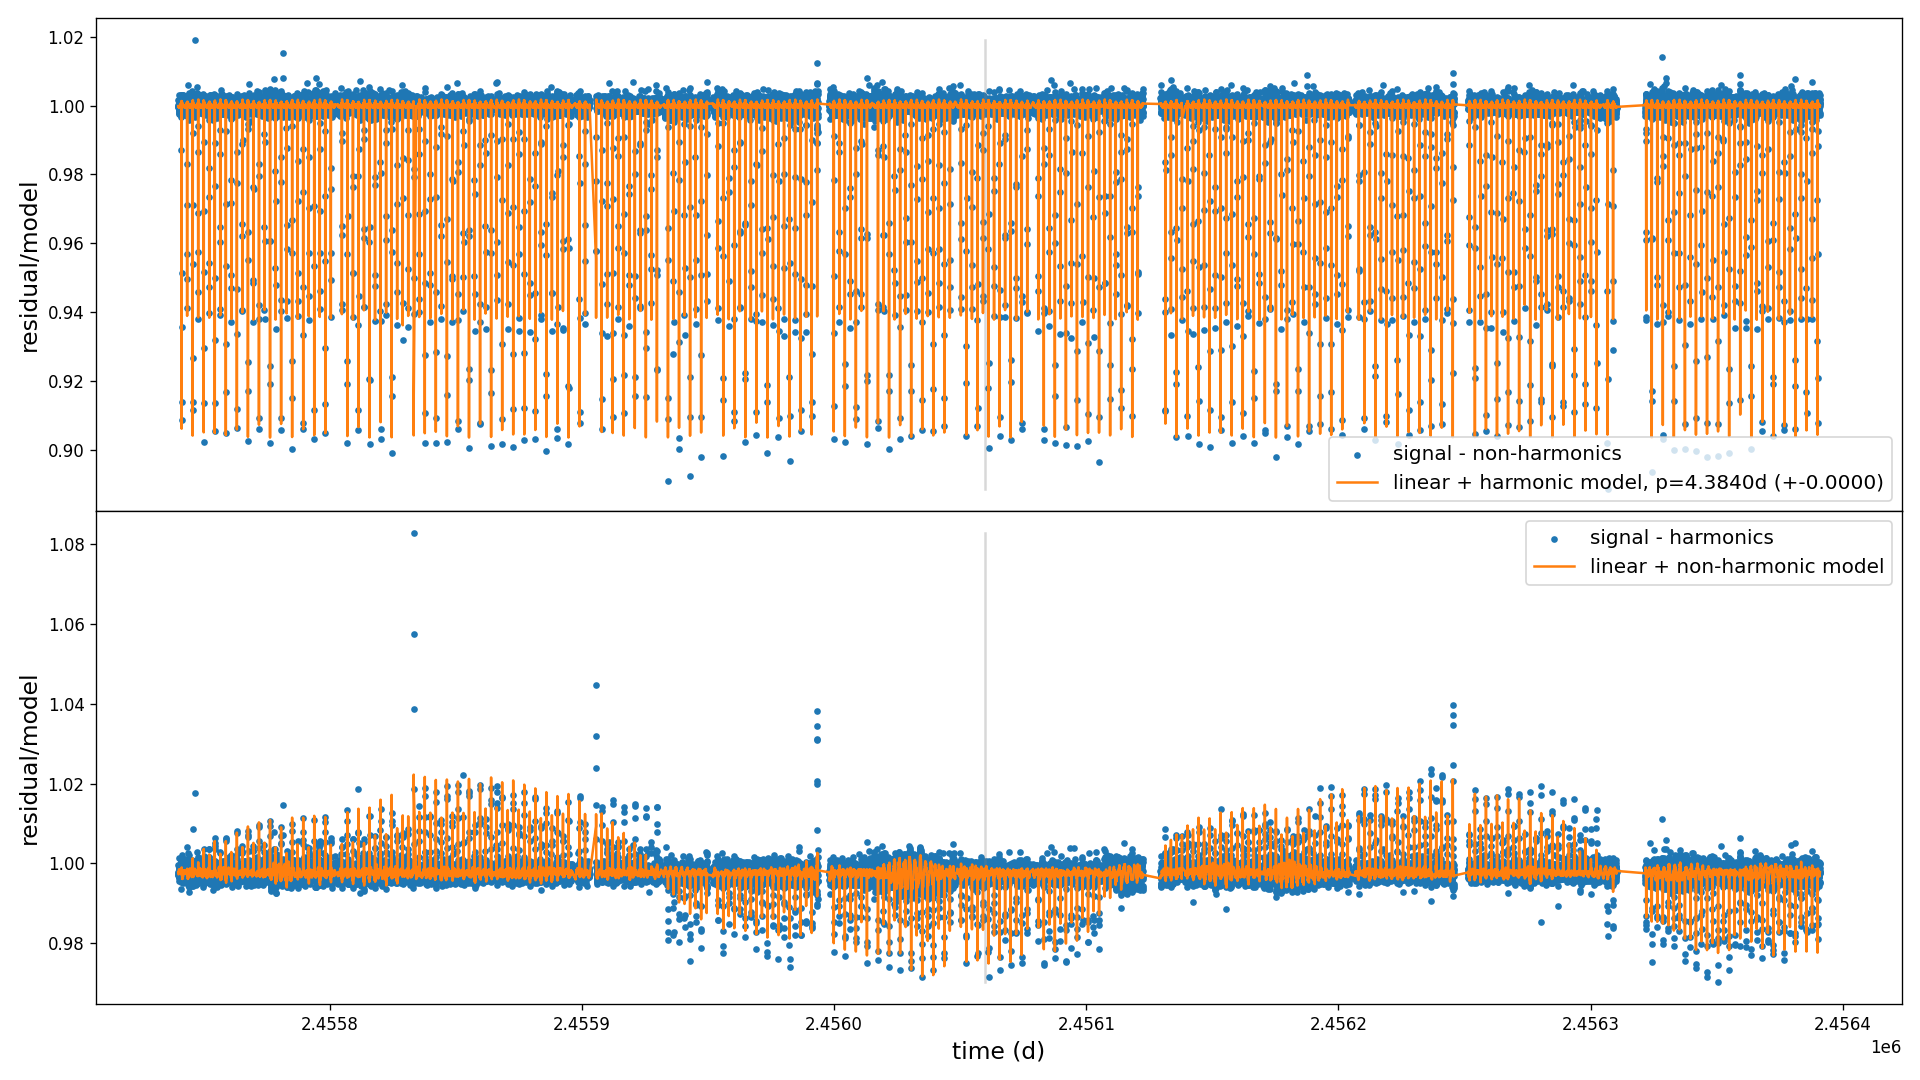 1.02
1.00
0.98
0.96
0.94
0.92
0.90
residual/model
signal - non-harmonics
linear + harmonic model, p=4.3840d (+-0.0000)
1.08
1.06
1.04
1.02
1.00
0.98
residual/model
signal - harmonics
linear + non-harmonic model
2.4558 2.4559 2.4560 2.4561 2.4562 2.4563 2.4564
time (d)
1e6